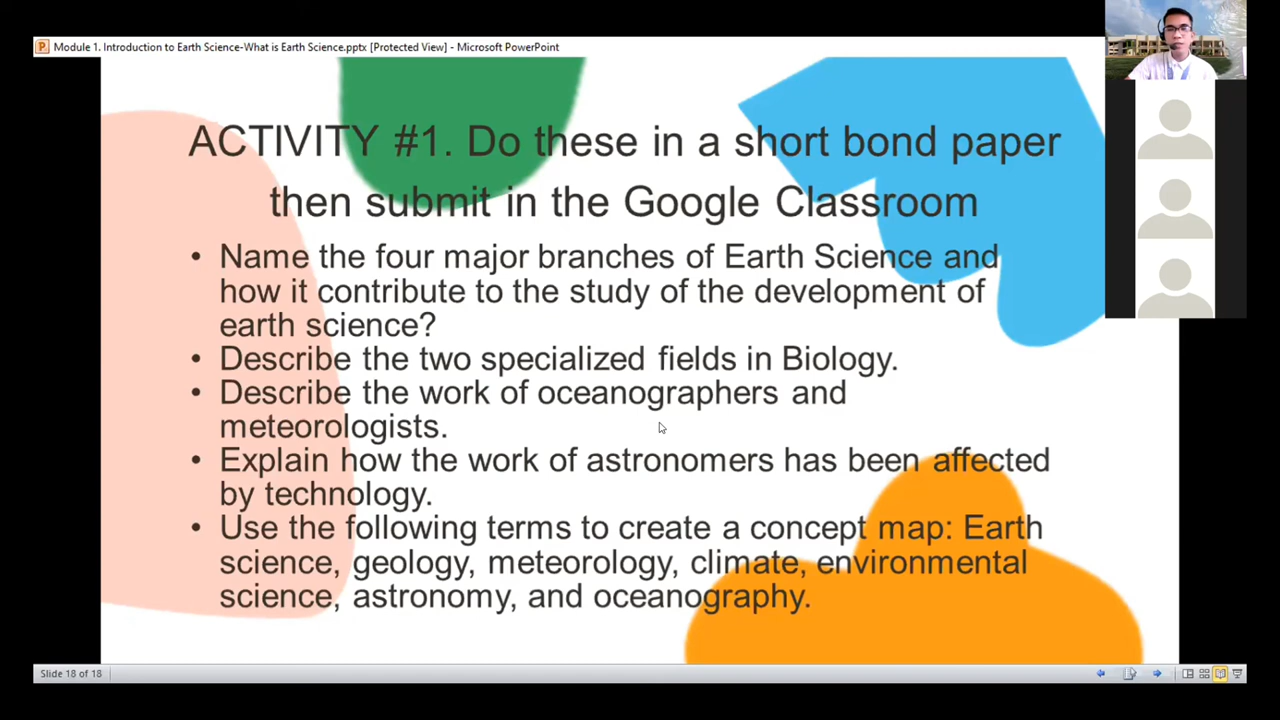 Module 1. Introduction to Earth Science-What is Earth Science.pptx [Protected View] - Microsoft PowerPoint
ACTIVITY #1. Do these in a short bond paper
then submit in the Google Classroom
• Name the four major branches of Earth Science and
how it contribute to the study of the development of
earth science?
• Describe the two specialized fields in Biology.
• Describe the work of oceanographers and
meteorologists.
• Explain how the work of astronomers has been affected
by technology.
• Use the following terms to create a concept map: Earth
science, geology, meteorology, climate, environmental
science, astronomy, and oceanography.
Slide 18 of 18